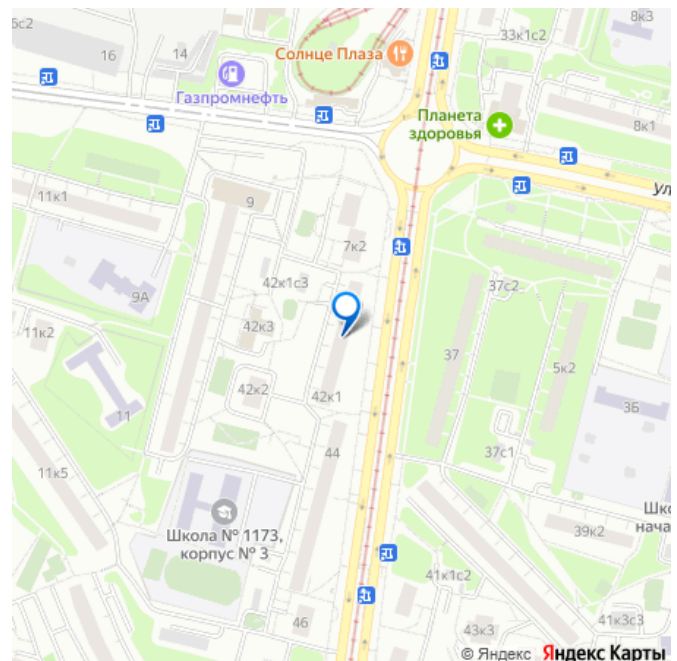 6с2
16
14
Солнце Плаза
33к1с2
8к3
Газпромнефть
Планета
здоровья
8к1
Ул
11к1
9
7к2
42к1с3
37с2
9А
42к3
11к2
37
5к2
42к2
42к1
3Б
11
44
37с1
11к5
Школа № 1173,
корпус № 3
Шко
нача
39к2
41к1с2
46
43к3
41к3с3
© Яндекс Яндекс Карты